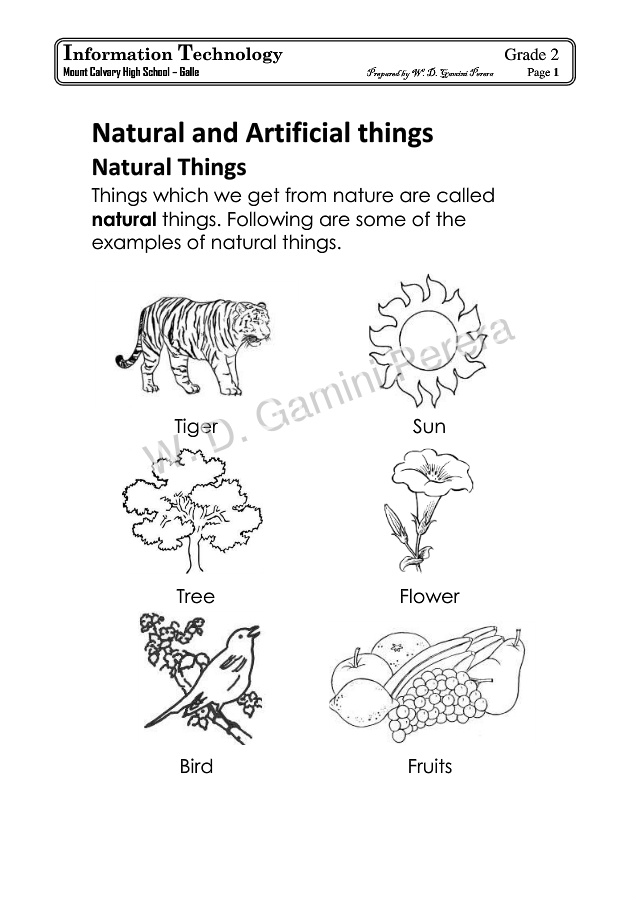 Information Technology
Grade 2
Mount Calvary High School – Galle
Prepared by W. D. Gamini Perera
Page 1
Natural and Artificial things
Natural Things
Things which we get from nature are called
natural things. Following are some of the
examples of natural things.
W. D. Gamini Perera
Tiger
Sun
Tree
Flower
Bird
Fruits